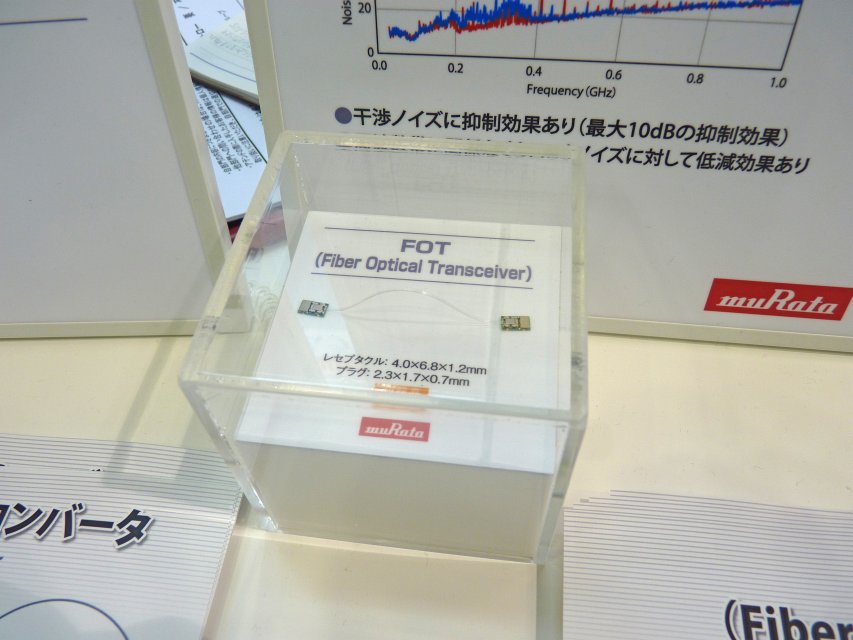 Nois
20
0
0.0 0.2 0.4 0.6 0.8 1.0
Frequency(GHz)
●干渉ノイズに抑制効果あり(最大10dBの抑制効果)
ノイズに対して低減効果あり
muRata
FOT
(Fiber Optical Transceiver)
レセプタクル: 4.0×6.8×1.2mm
プラグ: 2.3×1.7×0.7mm
muRata
コンバータ
(Fiber